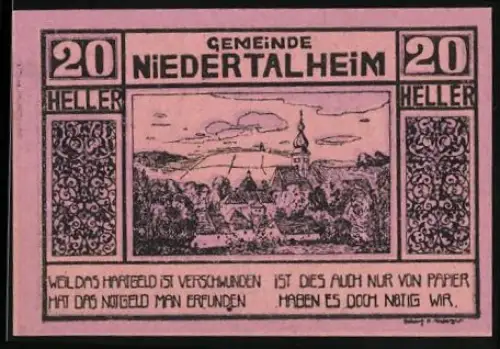 20
GEMEINDE
20
NIEDERTALHEIM
HELLER
HELLER
WEIL DAS HARTGELD IST VERSCHWUNDEN
IST DIES AUCH NUR VON PAPIER
HAT DAS NOTGELD MAN ERFUNDEN
HABEN ES DOCH NÖTIG WIR.